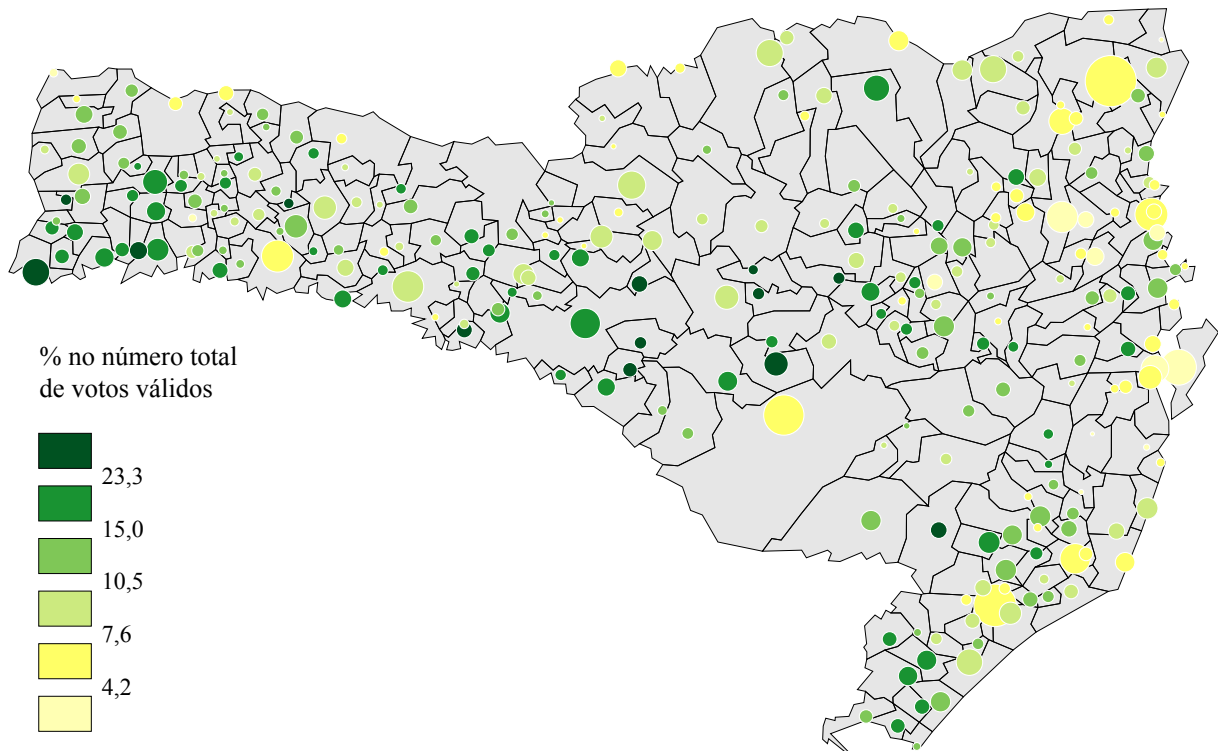 % no número total
de votos válidos
23,3
15,0
10,5
7,6
4,2